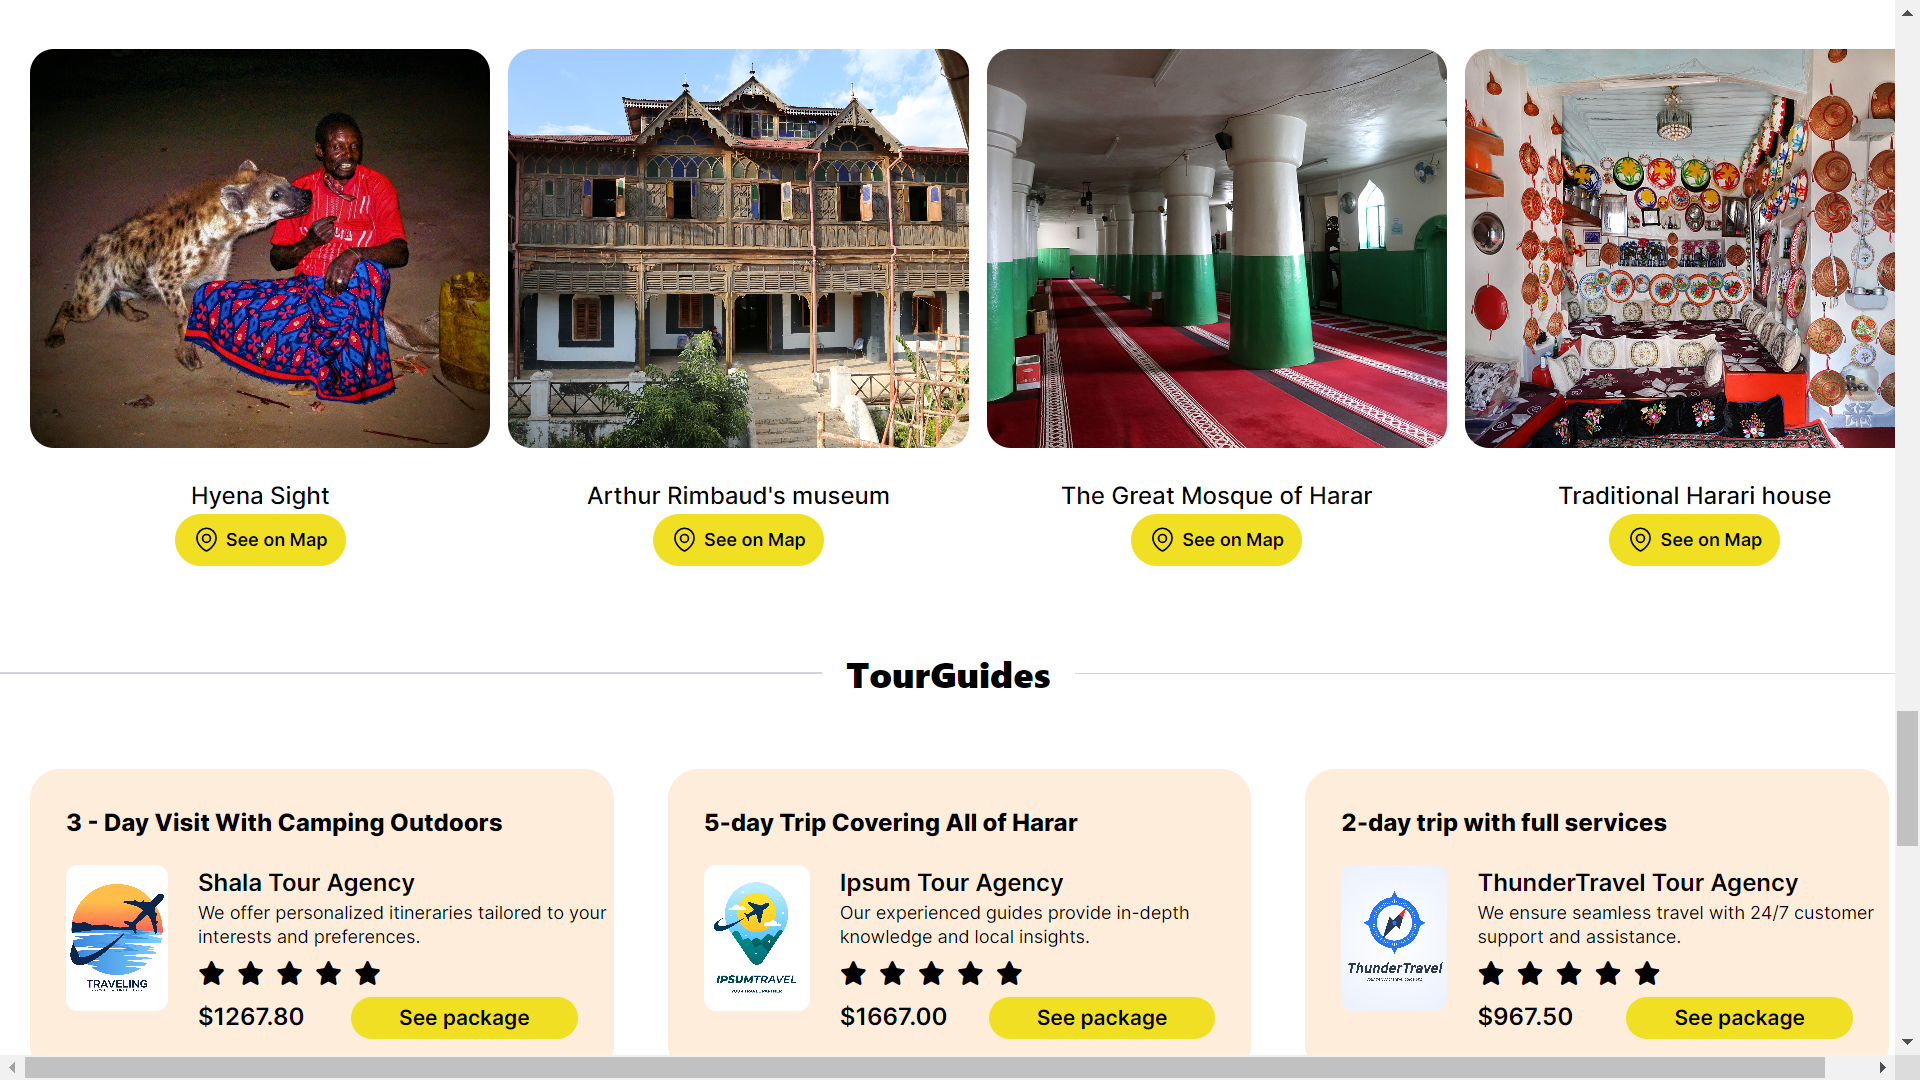 Hyena Sight
See on Map
Arthur Rimbaud's museum
See on Map
The Great Mosque of Harar
See on Map
Traditional Harari house
See on Map
TourGuides
3 - Day Visit With Camping Outdoors
TRAVELING
Shala Tour Agency
We offer personalized itineraries tailored to your
interests and preferences.
$1267.80
See package
5-day Trip Covering All of Harar
IPSUMTRAVEL
Ipsum Tour Agency
Our experienced guides provide in-depth
knowledge and local insights.
$1667.00
See package
2-day trip with full services
ThunderTravel
ThunderTravel Tour Agency
We ensure seamless travel with 24/7 customer
support and assistance.
$967.50
See package